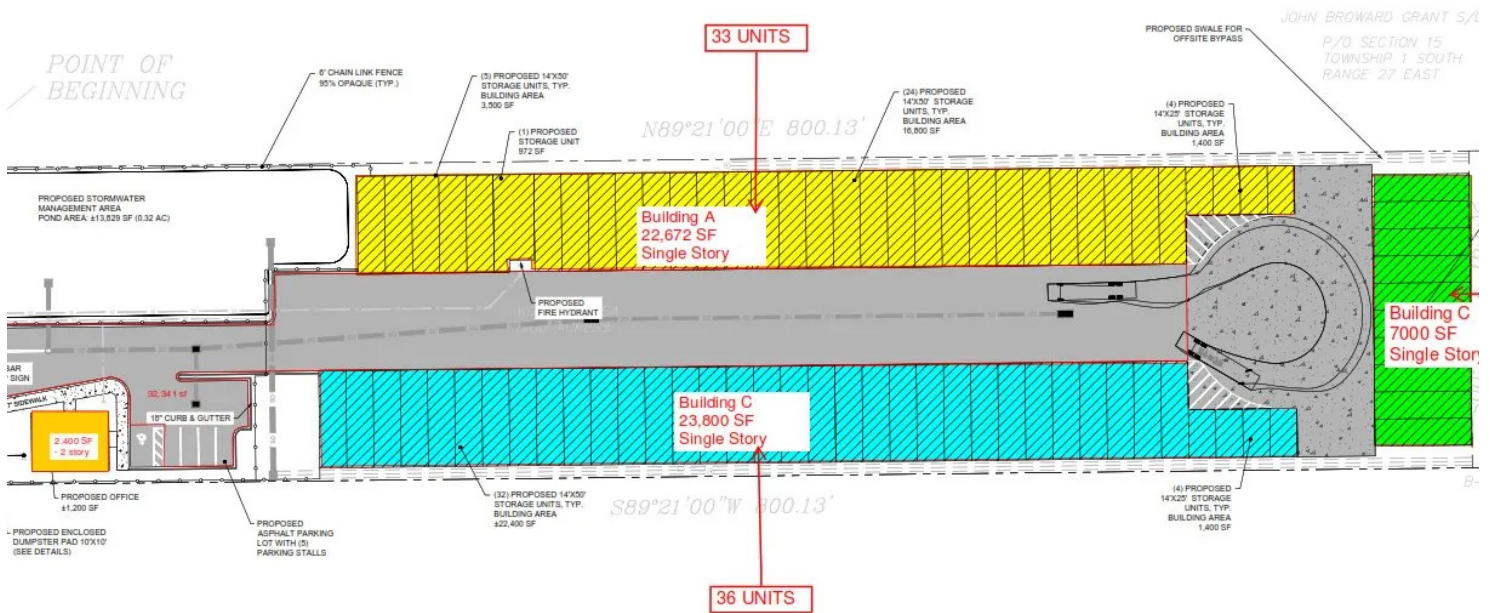 33 UNITS
JOHN BROWARD GRANT S/L
P/O SECTION 15
TOWNSHIP 1 SOUTH
RANGE 27 EAST
PROPOSED SWALE FOR
OFFSITE BYPASS
POINT OF
BEGINNING
6' CHAIN LINK FENCE
95% OPAQUE (TYP.)
(5) PROPOSED 14'X50'
STORAGE UNITS, TYP.
BUILDING AREA
3,500 SF
(1) PROPOSED
STORAGE UNIT
972 SF
N89°21'00"E 800.13'
(24) PROPOSED
14'X50' STORAGE
UNITS, TYP.
BUILDING AREA
16,800 SF
(4) PROPOSED
14'X25' STORAGE
UNITS, TYP.
BUILDING AREA
1,400 SF
PROPOSED STORMWATER
MANAGEMENT AREA
POND AREA: ±13,829 SF (0.32 AC)
Building A
22,672 SF
Single Story
PROPOSED
FIRE HYDRANT
Building C
7000 SF
Single Story
BAR
SIGN
SIDEWALK
32,341 sf
18" CURB & GUTTER
2,400 SF
- 2 story
Building C
23,800 SF
Single Story
PROPOSED OFFICE
±1,200 SF
PROPOSED ENCLOSED
DUMPSTER PAD 10'X10'
(SEE DETAILS)
PROPOSED
ASPHALT PARKING
LOT WITH (5)
PARKING STALLS
(32) PROPOSED 14'X50'
STORAGE UNITS, TYP.
BUILDING AREA
±22,400 SF
S89°21'00"W 800.13'
(4) PROPOSED
14'X25' STORAGE
UNITS, TYP.
BUILDING AREA
1,400 SF
B-
36 UNITS